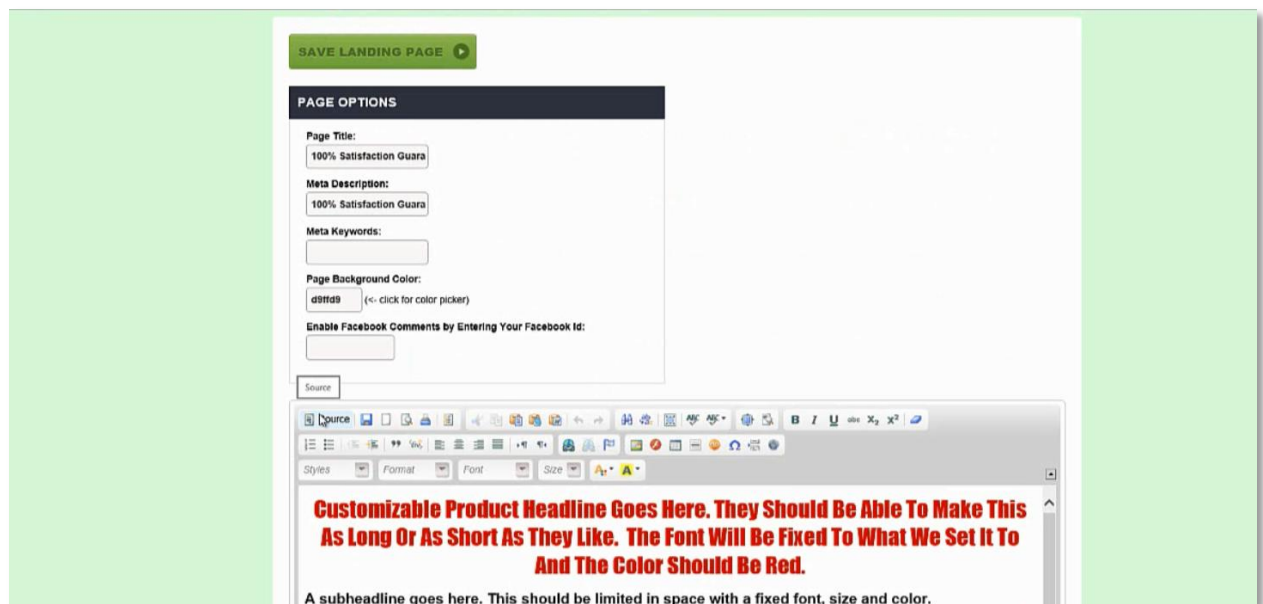 SAVE LANDING PAGE
PAGE OPTIONS
Page Title:
100% Satisfaction Guara
Meta Description:
100% Satisfaction Guara
Meta Keywords:
Page Background Color:
d9ffd9 (<- click for color picker)
Enable Facebook Comments by Entering Your Facebook Id:
Source
Source B I U abc X₂ X²
Styles Format Font Size A A
Customizable Product Headline Goes Here. They Should Be Able To Make This
As Long Or As Short As They Like. The Font Will Be Fixed To What We Set It To
And The Color Should Be Red.
A subheadline goes here. This should be limited in space with a fixed font, size and color.